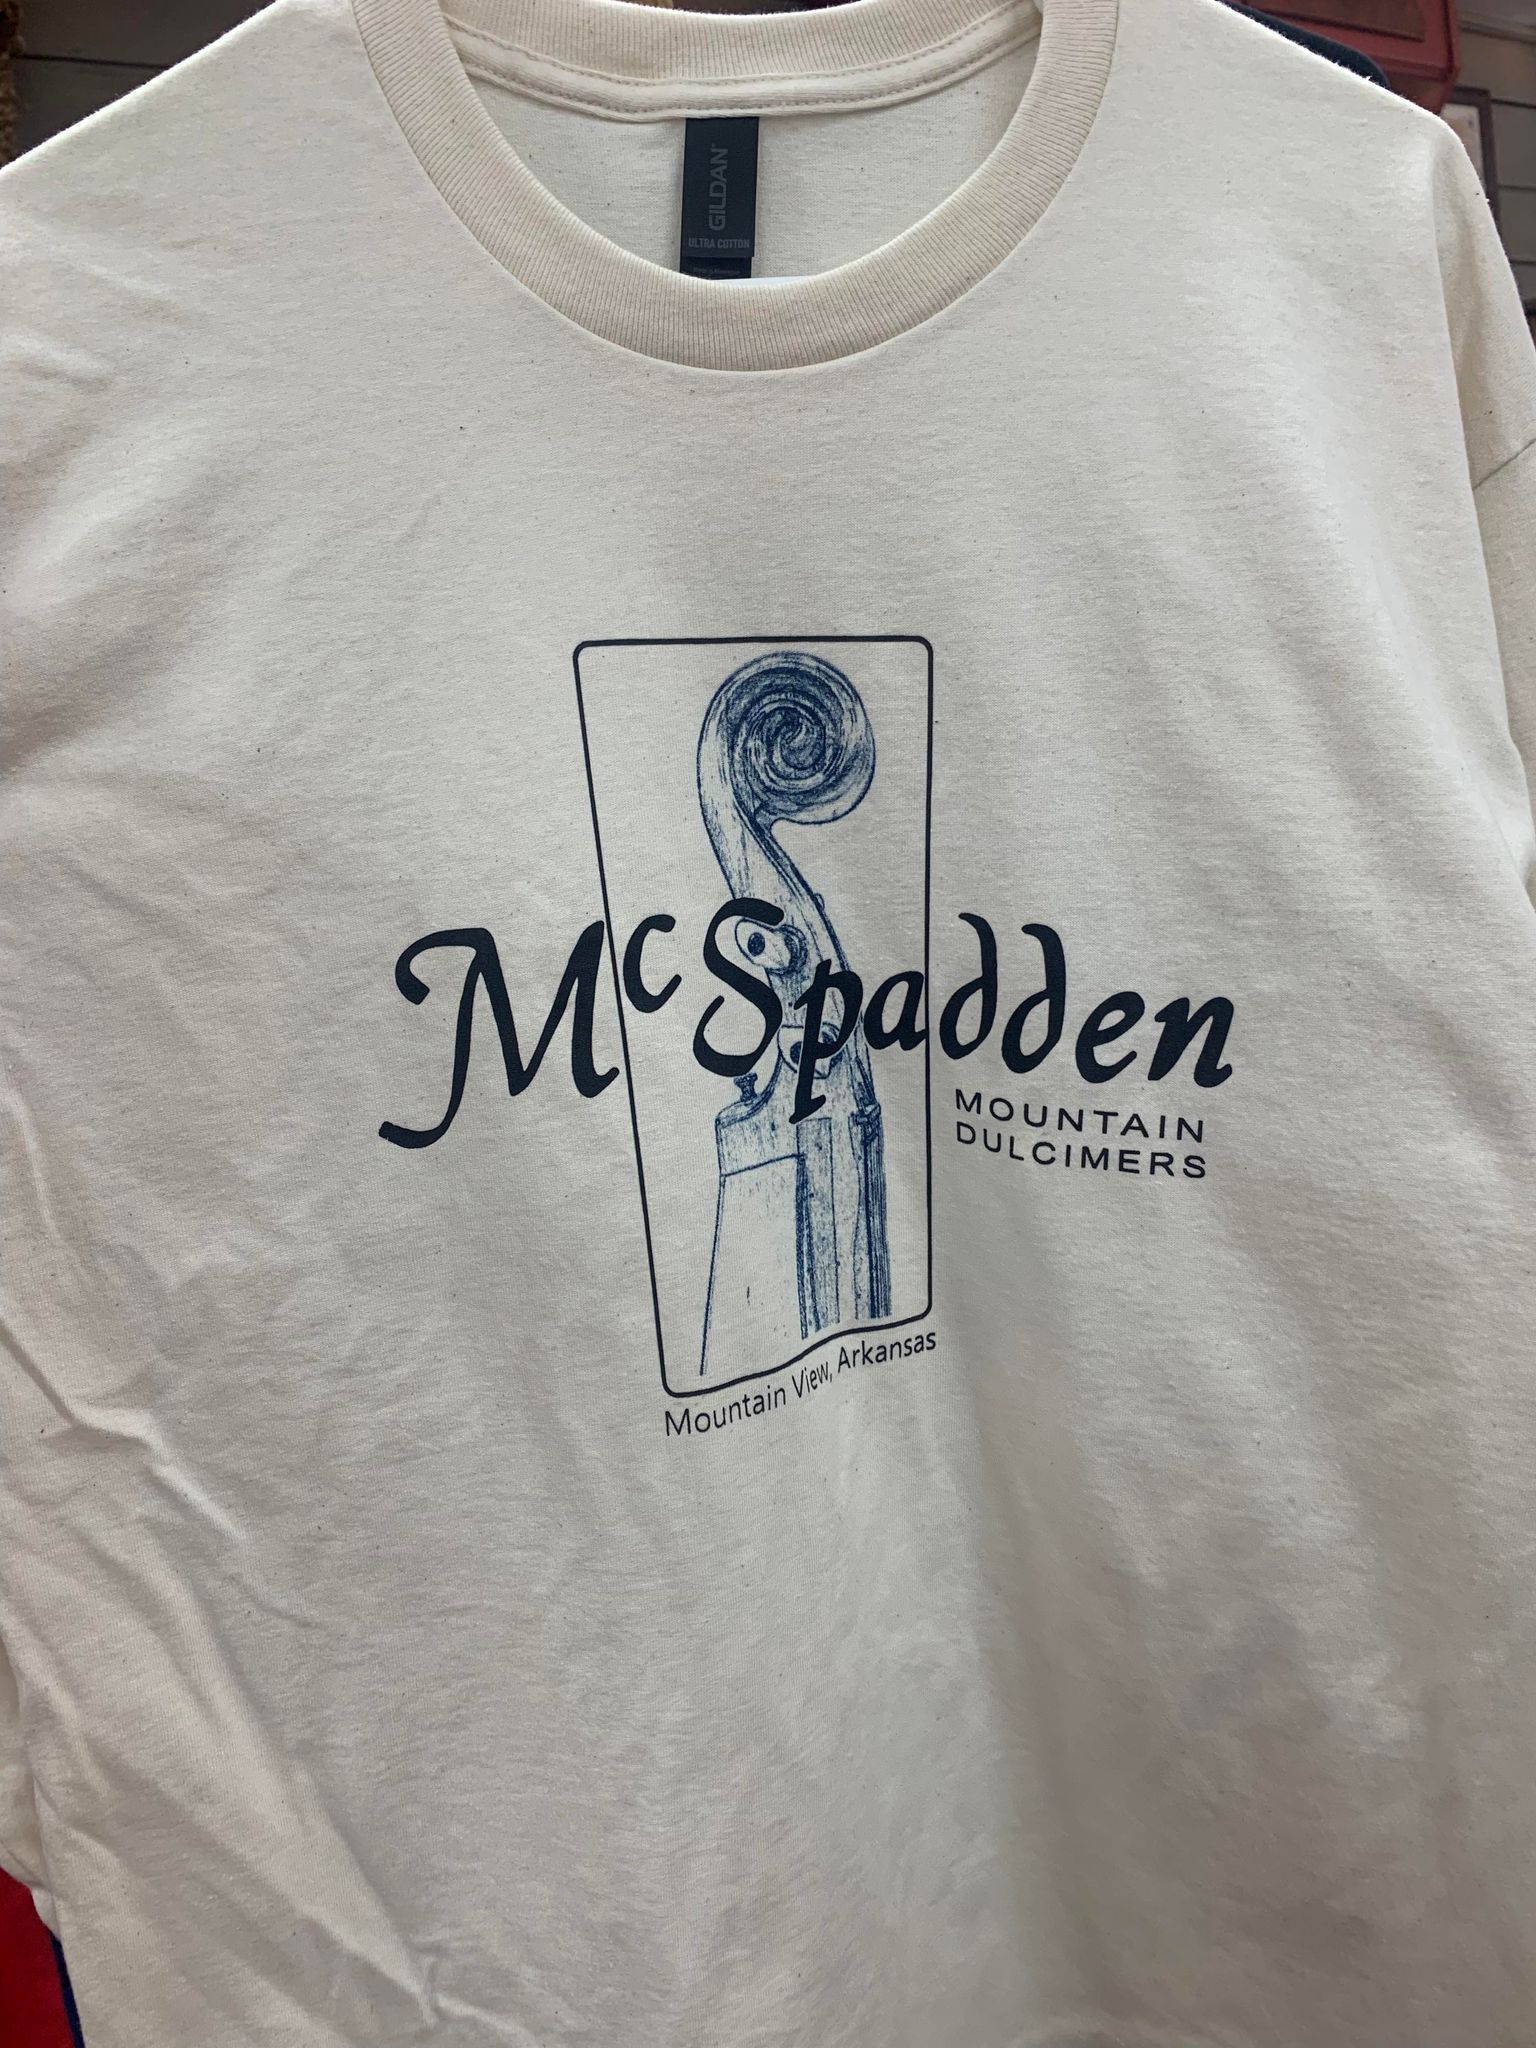 GILDAN
ULTRA COTTON
McSpadden
MOUNTAIN
DULCIMERS
Mountain View, Arkansas